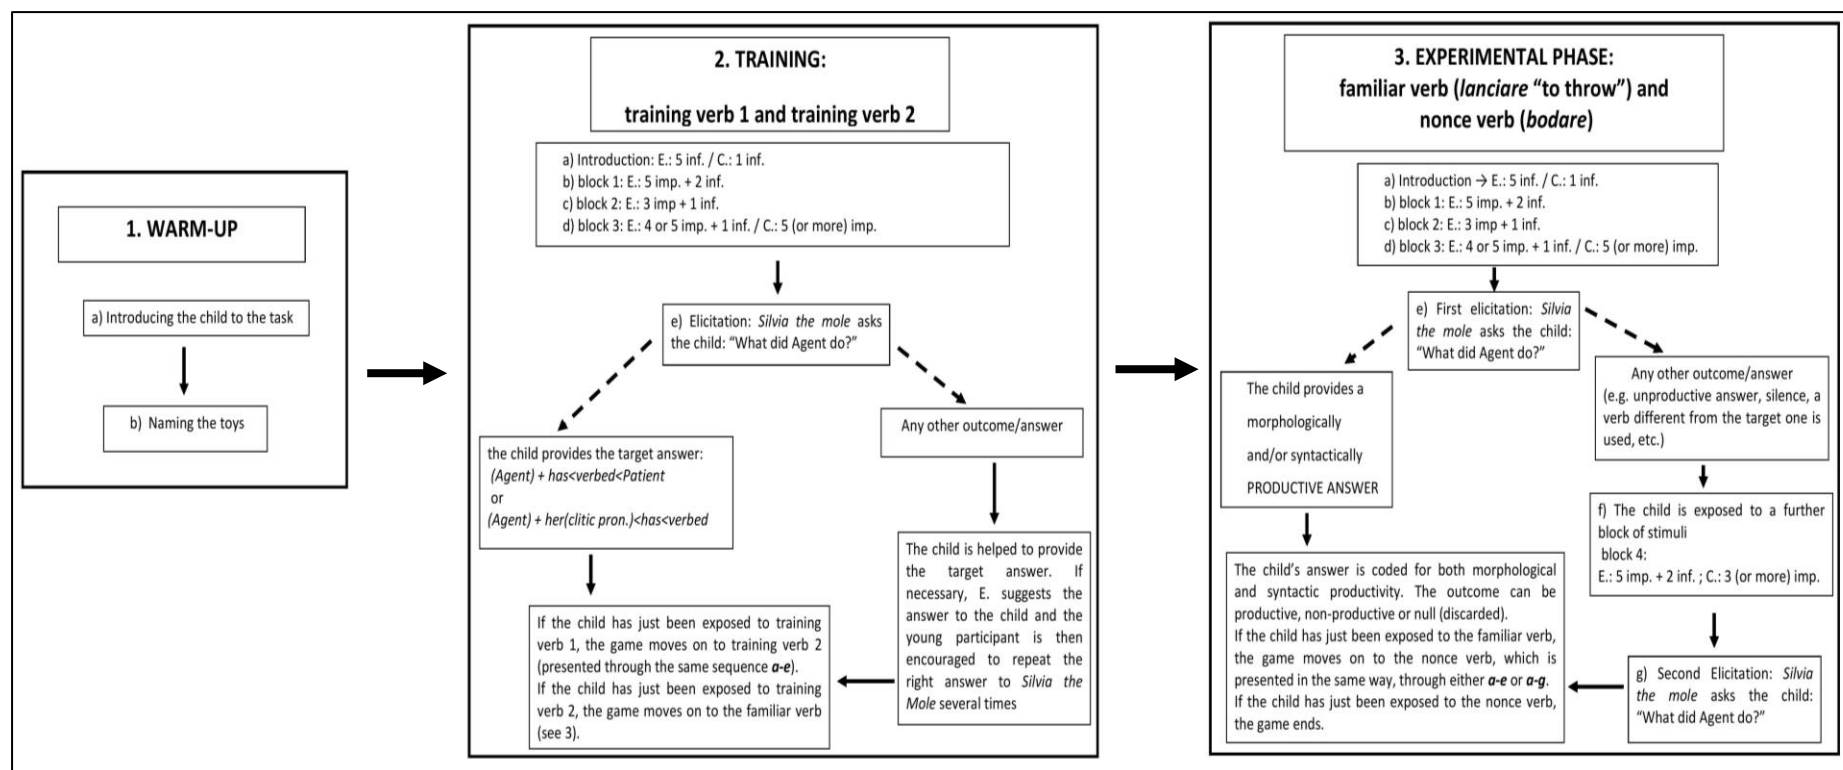 1. WARM-UP
a) Introducing the child to the task
b) Naming the toys
2. TRAINING:
training verb 1 and training verb 2
a) Introduction: E.: 5 inf. / C.: 1 inf.
b) block 1: E.: 5 imp. + 2 inf.
c) block 2: E.: 3 imp + 1 inf.
d) block 3: E.: 4 or 5 imp. + 1 inf. / C.: 5 (or more) imp.
e) Elicitation: Silvia the mole asks
the child: “What did Agent do?”
the child provides the target answer:
(Agent) + has<verbed<Patient
or
(Agent) + her(clitic pron.)<has<verbed
Any other outcome/answer
The child is helped to provide
the target answer. If
necessary, E. suggests the
answer to the child and the
young participant is then
encouraged to repeat the
right answer to Silvia the
Mole several times
If the child has just been exposed to training
verb 1, the game moves on to training verb 2
(presented through the same sequence a-e).
If the child has just been exposed to training
verb 2, the game moves on to the familiar verb
(see 3).
3. EXPERIMENTAL PHASE:
familiar verb (lanciare “to throw”) and
nonce verb (bodare)
a) Introduction → E.: 5 inf. / C.: 1 inf.
b) block 1: E.: 5 imp. + 2 inf.
c) block 2: E.: 3 imp + 1 inf.
d) block 3: E.: 4 or 5 imp. + 1 inf. / C.: 5 (or more) imp.
e) First elicitation: Silvia
the mole asks the child:
“What did Agent do?”
The child provides a
morphologically
and/or syntactically
PRODUCTIVE ANSWER
Any other outcome/answer
(e.g. unproductive answer, silence, a
verb different from the target one is
used, etc.)
f) The child is exposed to a further
block of stimuli
block 4:
E.: 5 imp. + 2 inf. ; C.: 3 (or more) imp.
g) Second Elicitation: Silvia
the mole asks the child:
“What did Agent do?”
The child’s answer is coded for both morphological
and syntactic productivity. The outcome can be
productive, non-productive or null (discarded).
If the child has just been exposed to the familiar verb,
the game moves on to the nonce verb, which is
presented in the same way, through either a-e or a-g.
If the child has just been exposed to the nonce verb,
the game ends.